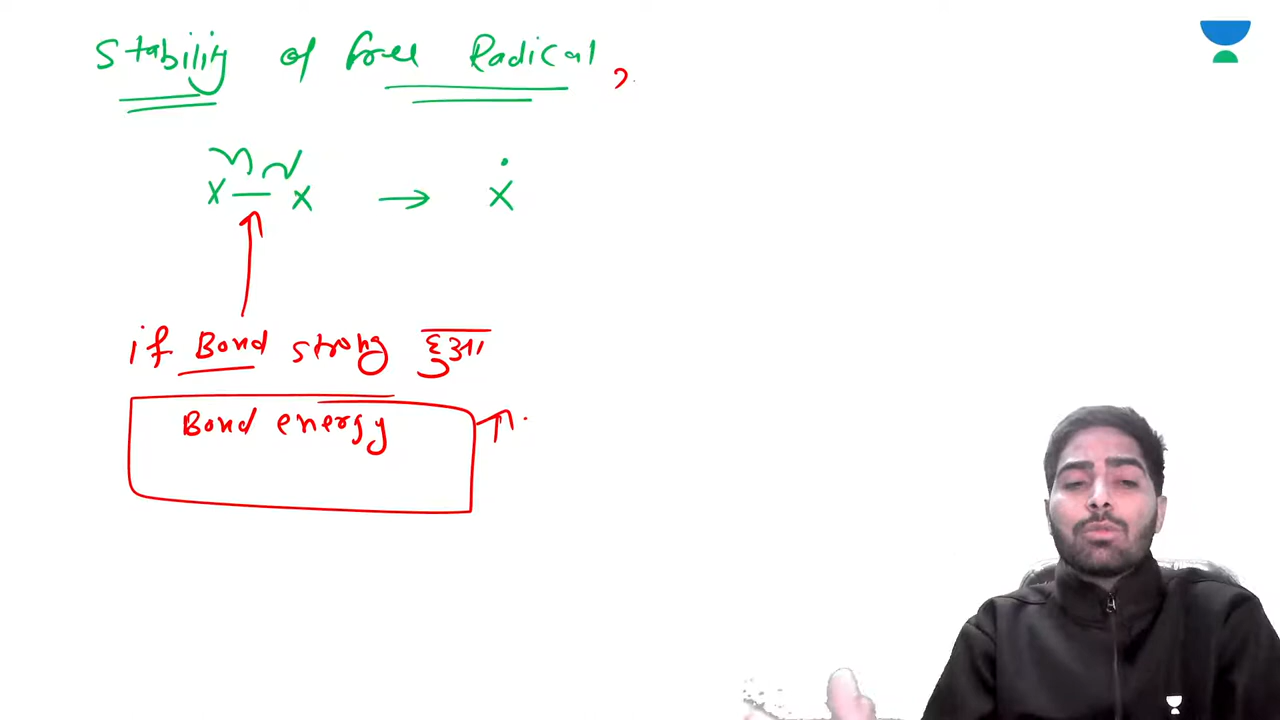 Stability of free Radical ,
X — X → Ẋ
if Bond strong
Bond energy ↑